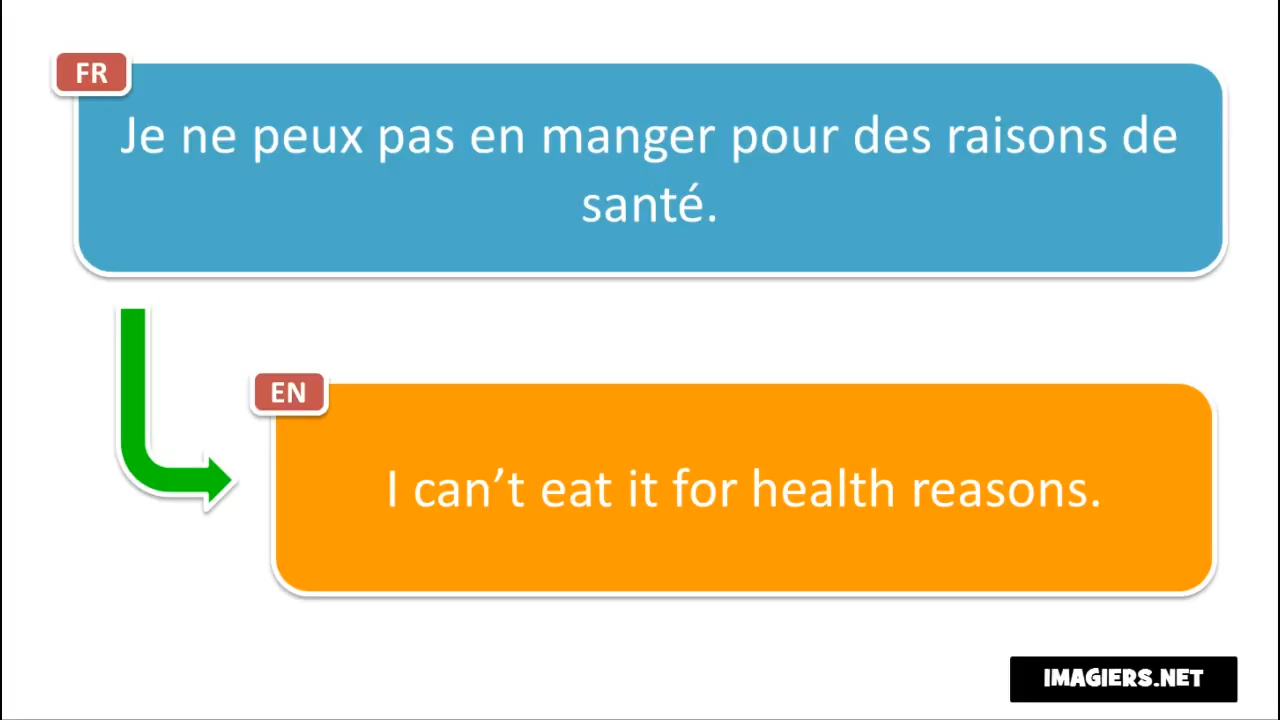 FR
Je ne peux pas en manger pour des raisons de
santé.
EN
I can’t eat it for health reasons.
IMAGIERS.NET